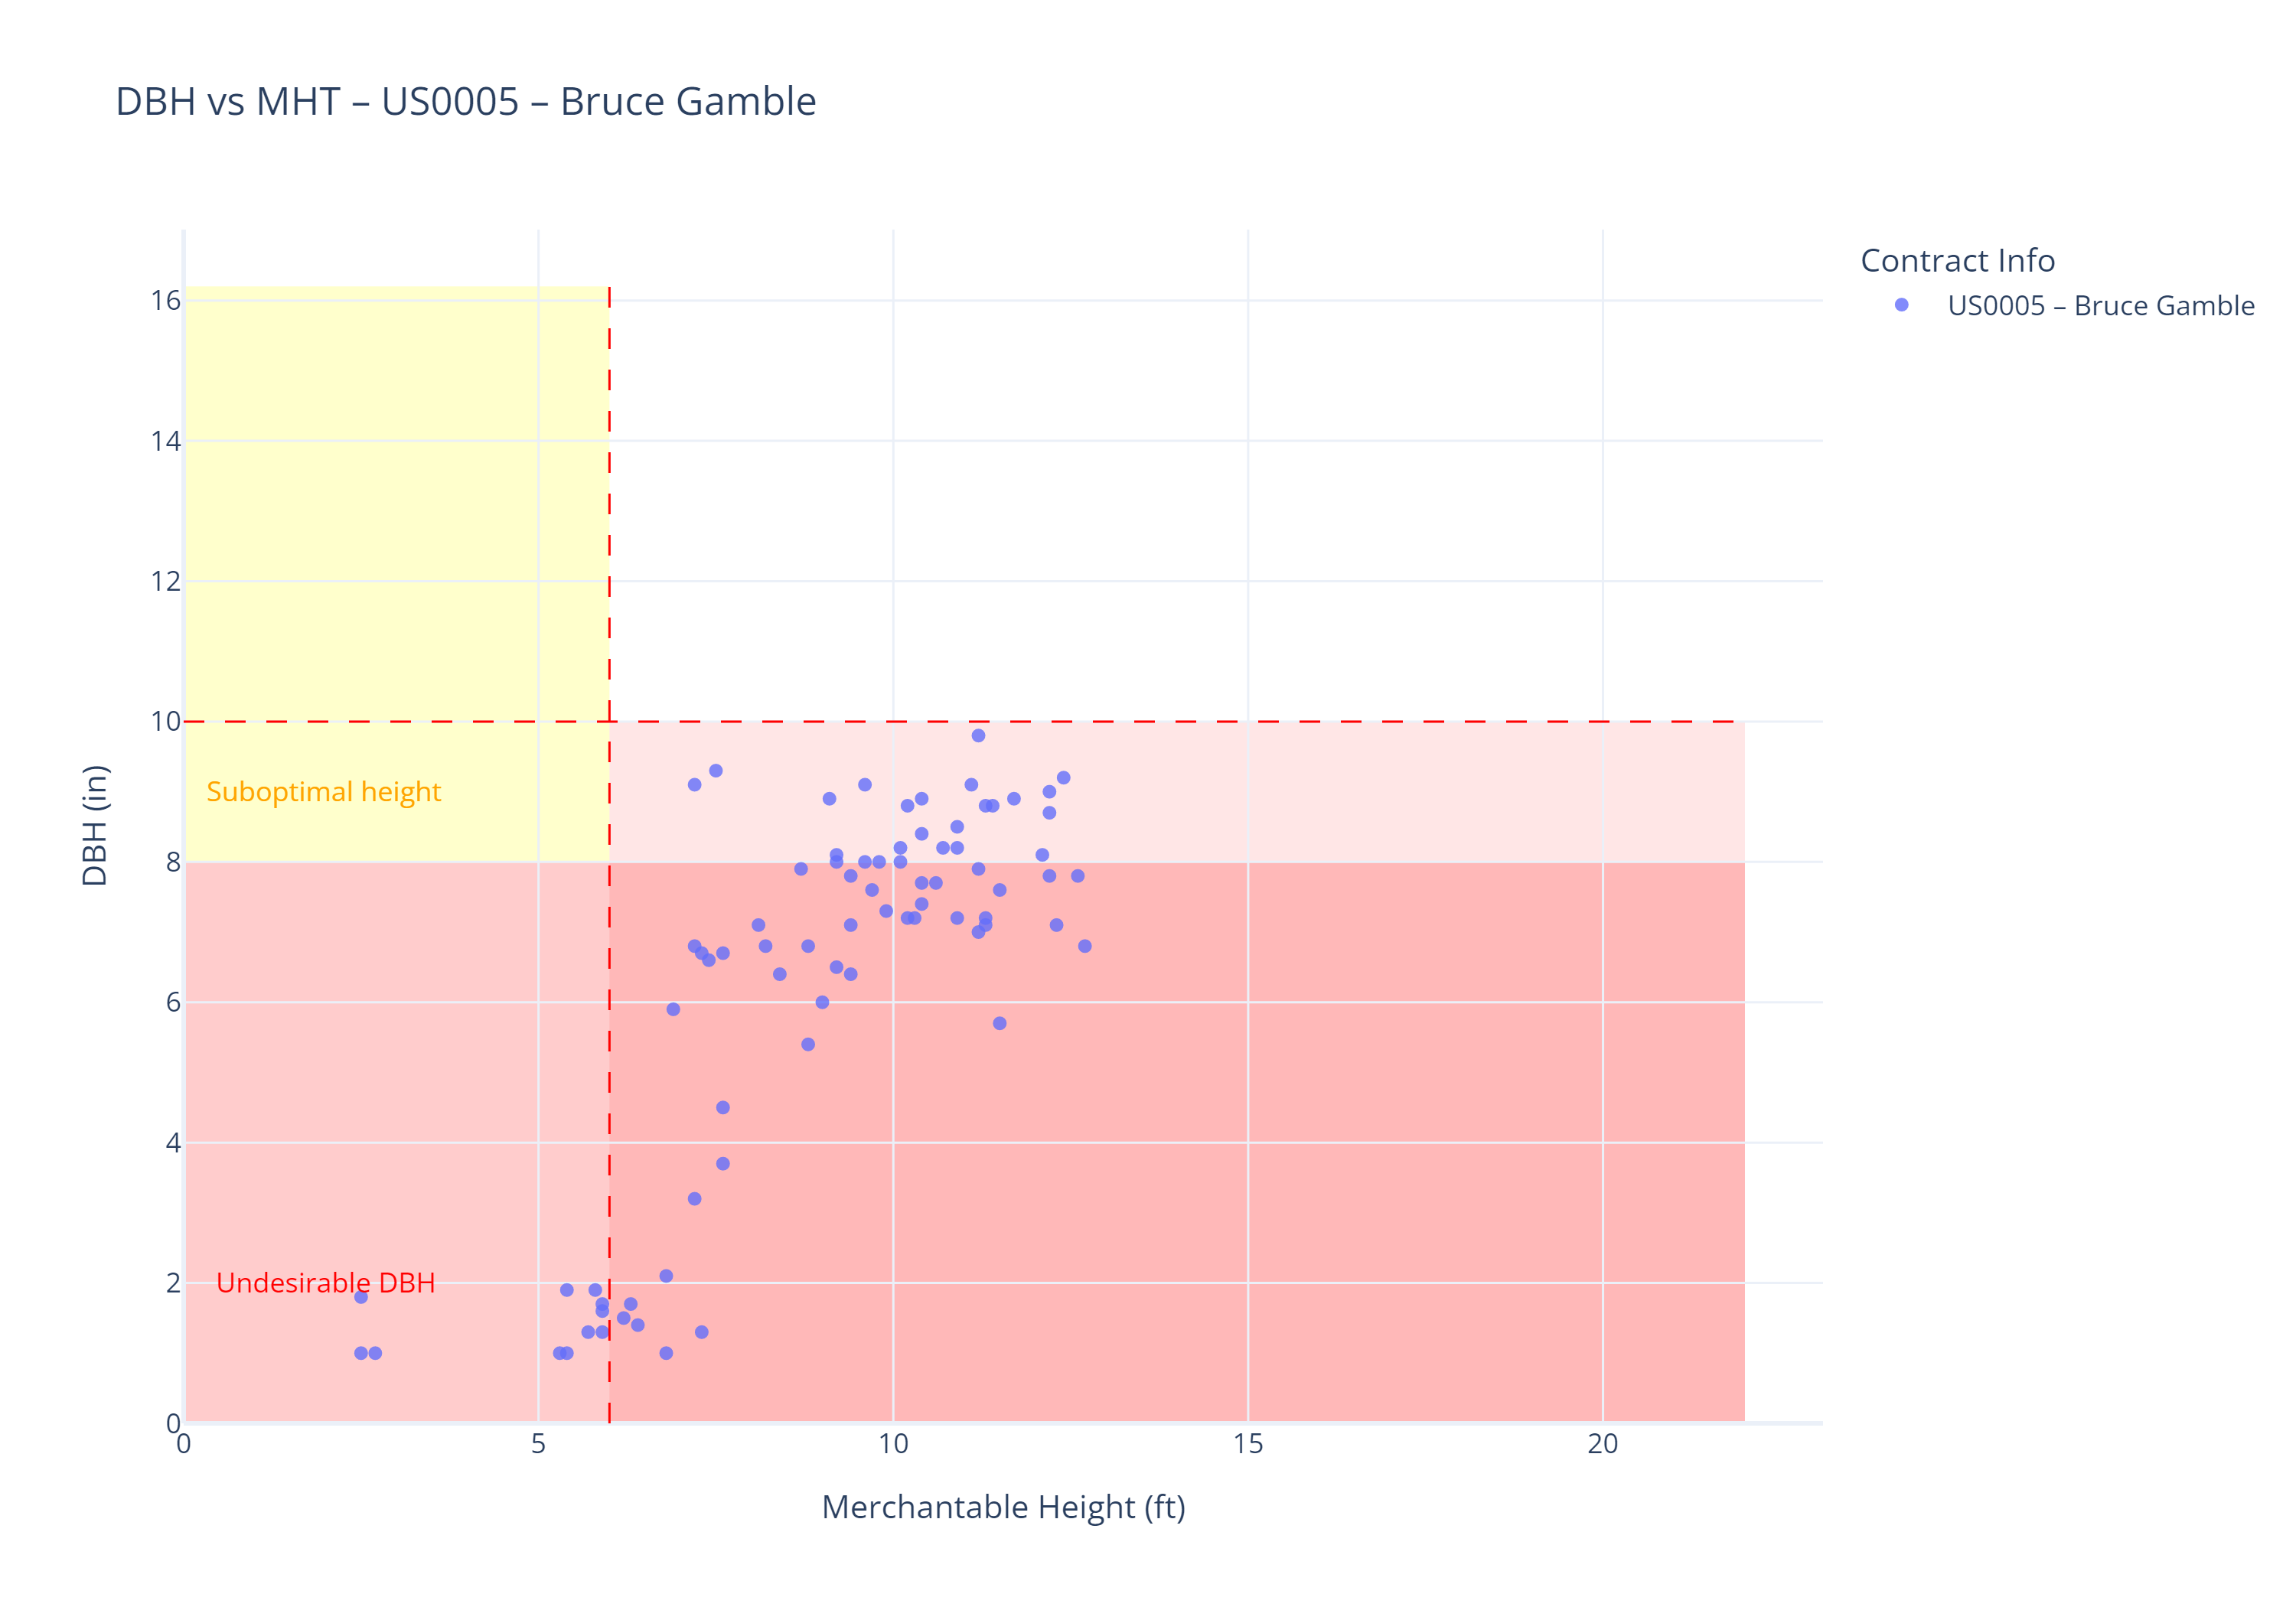 DBH vs MHT – US0005 – Bruce Gamble
Contract Info
US0005 – Bruce Gamble
16
14
12
10
8
6
4
2
0
DBH (in)
Suboptimal height
Undesirable DBH
0
5
10
15
20
Merchantable Height (ft)